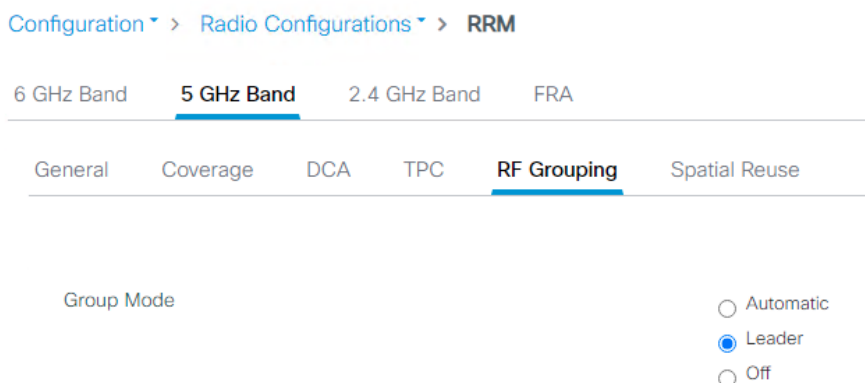 Configuration > Radio Configurations > RRM
6 GHz Band 5 GHz Band 2.4 GHz Band FRA
General Coverage DCA TPC RF Grouping Spatial Reuse
Group Mode
Automatic
Leader
Off